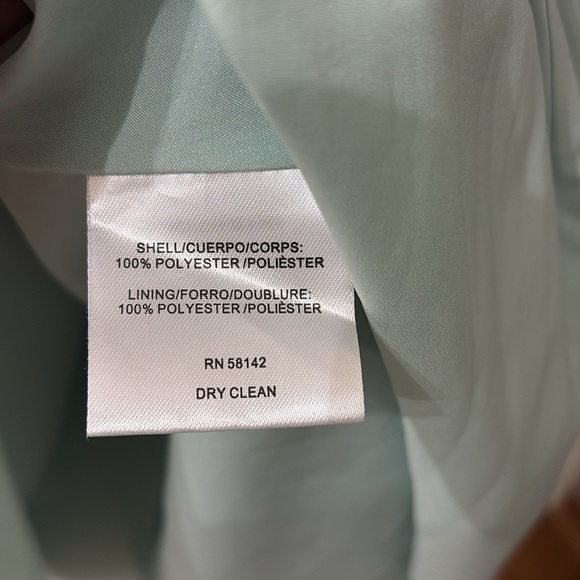 SHELL/CUERPO/CORPS:
100% POLYESTER /POLIÈSTER
LINING/FORRO/DOUBLURE:
100% POLYESTER /POLIÈSTER
RN 58142
DRY CLEAN